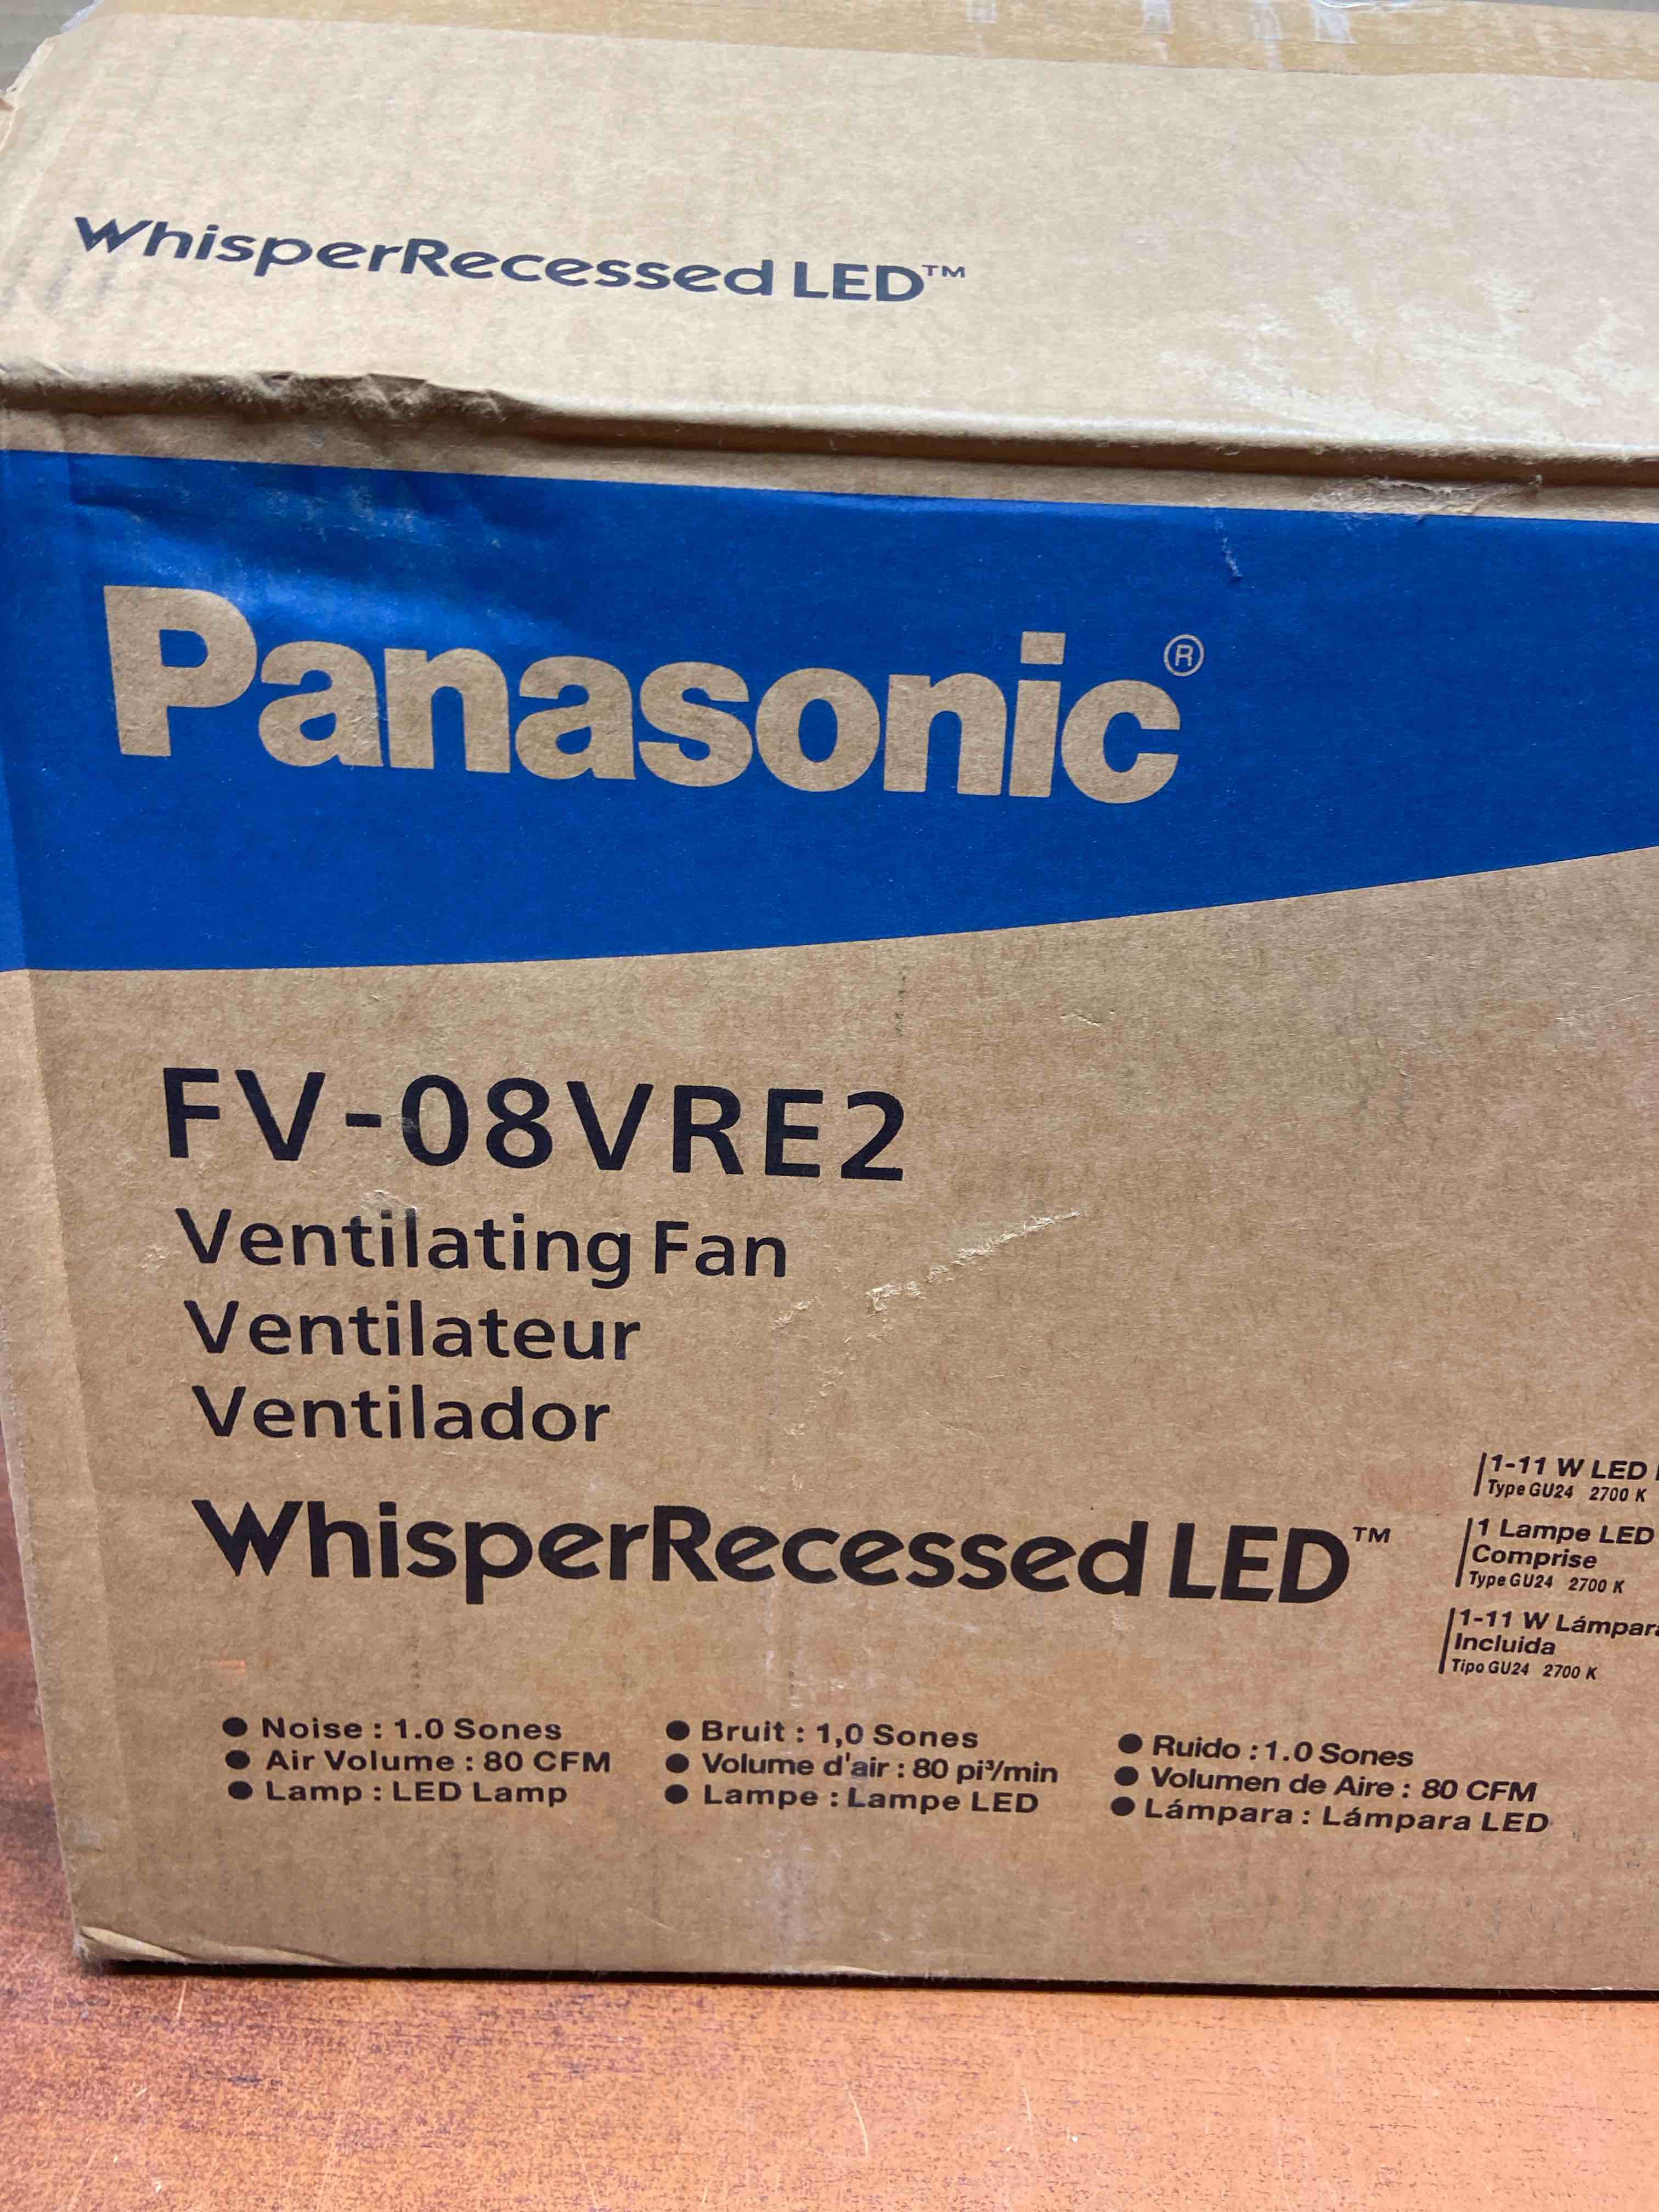 WhisperRecessed LED™
Panasonic®
FV-08VRE2
Ventilating Fan
Ventilateur
Ventilador
WhisperRecessed LED™
1-11 W LED
Type GU24 2700 K
1 Lampe LED
Comprise
Type GU24 2700 K
1-11 W Lámpara
Incluida
Tipo GU24 2700 K
● Noise : 1.0 Sones
● Air Volume : 80 CFM
● Lamp : LED Lamp
● Bruit : 1,0 Sones
● Volume d'air : 80 pi³/min
● Lampe : Lampe LED
● Ruido : 1.0 Sones
● Volumen de Aire : 80 CFM
● Lámpara : Lámpara LED